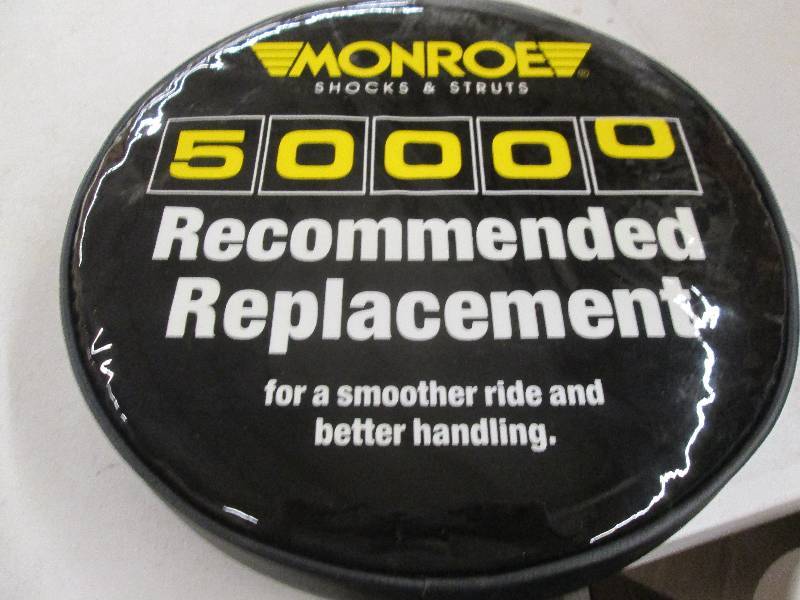 MONROE®
SHOCKS & STRUTS
50000
Recommended
Replacement
for a smoother ride and
better handling.